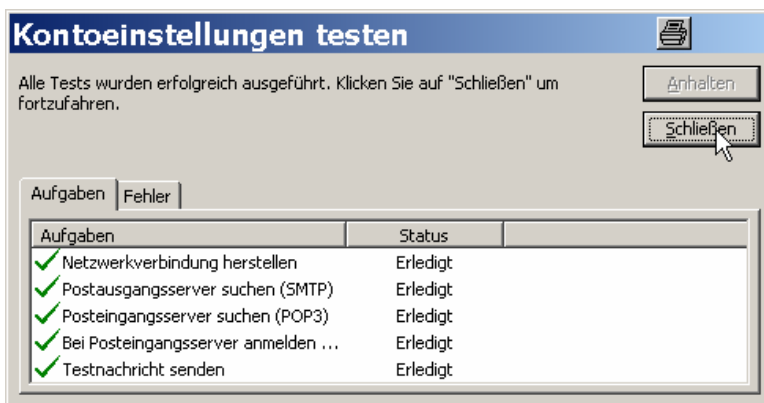 Kontoeinstellungen testen
Alle Tests wurden erfolgreich ausgeführt. Klicken Sie auf "Schließen" um
fortzufahren.
Anhalten
Schließen
Aufgaben Fehler
Aufgaben Status
Netzwerkverbindung herstellen Erledigt
Postausgangsserver suchen (SMTP) Erledigt
Posteingangsserver suchen (POP3) Erledigt
Bei Posteingangsserver anmelden ... Erledigt
Testnachricht senden Erledigt